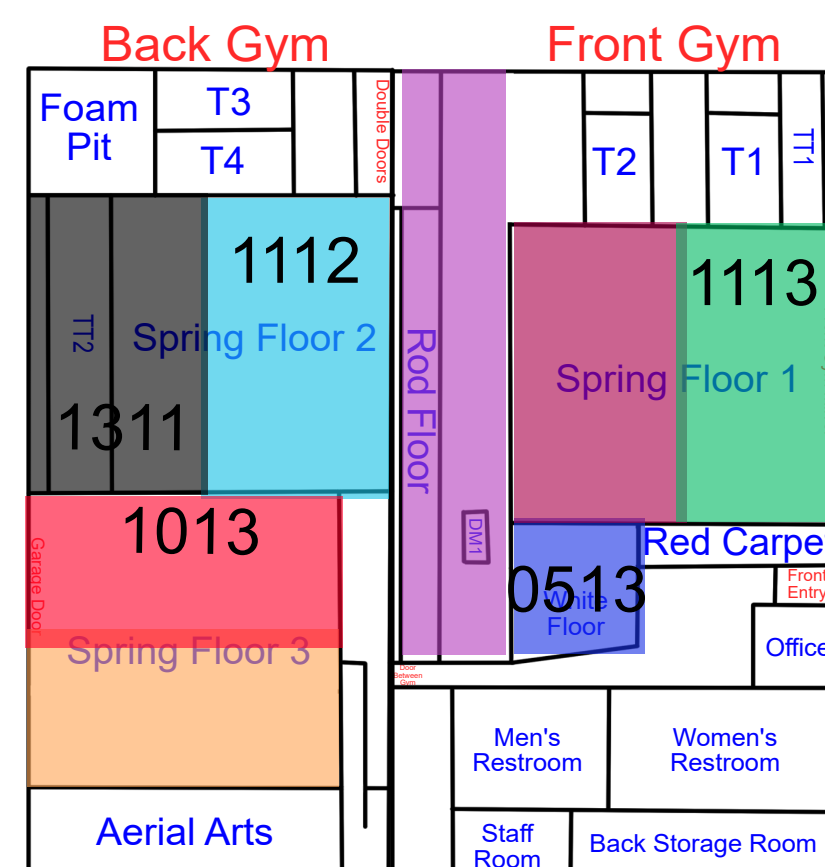 Back Gym
Front Gym
Foam
Pit
T3
T4
Double Doors
T2
T1
TT1
1112
1113
TT2
Spring Floor 2
Rod Floor
Spring Floor 1
1311
1013
DM1
Red Carpe
Garage Door
0513
White
Floor
Front
Entry
Spring Floor 3
Office
Door
Between
Gym
Men's
Restroom
Women's
Restroom
Aerial Arts
Staff
Room
Back Storage Room